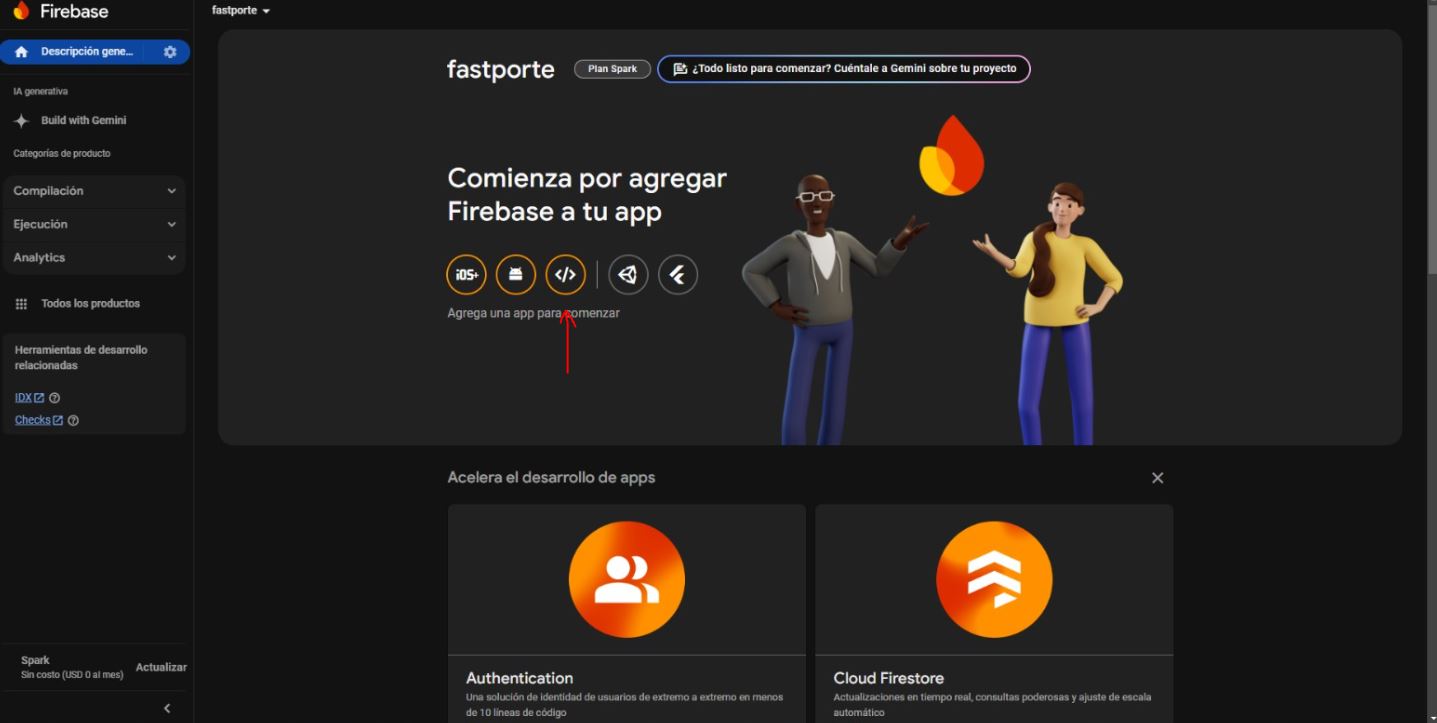 Firebase
fastporte
Descripción gene...
IA generativa
Build with Gemini
Categorías de producto
Compilación
Ejecución
Analytics
Todos los productos
Herramientas de desarrollo
relacionadas
IDX
Checks
Spark
Sin costo (USD 0 al mes)
Actualizar
fastporte
Plan Spark
¿Todo listo para comenzar? Cuéntale a Gemini sobre tu proyecto
Comienza por agregar
Firebase a tu app
iOS+
Agrega una app para comenzar
Acelera el desarrollo de apps
Authentication
Una solución de identidad de usuarios de extremo a extremo en menos
de 10 líneas de código
Cloud Firestore
Actualizaciones en tiempo real, consultas poderosas y ajuste de escala
automático